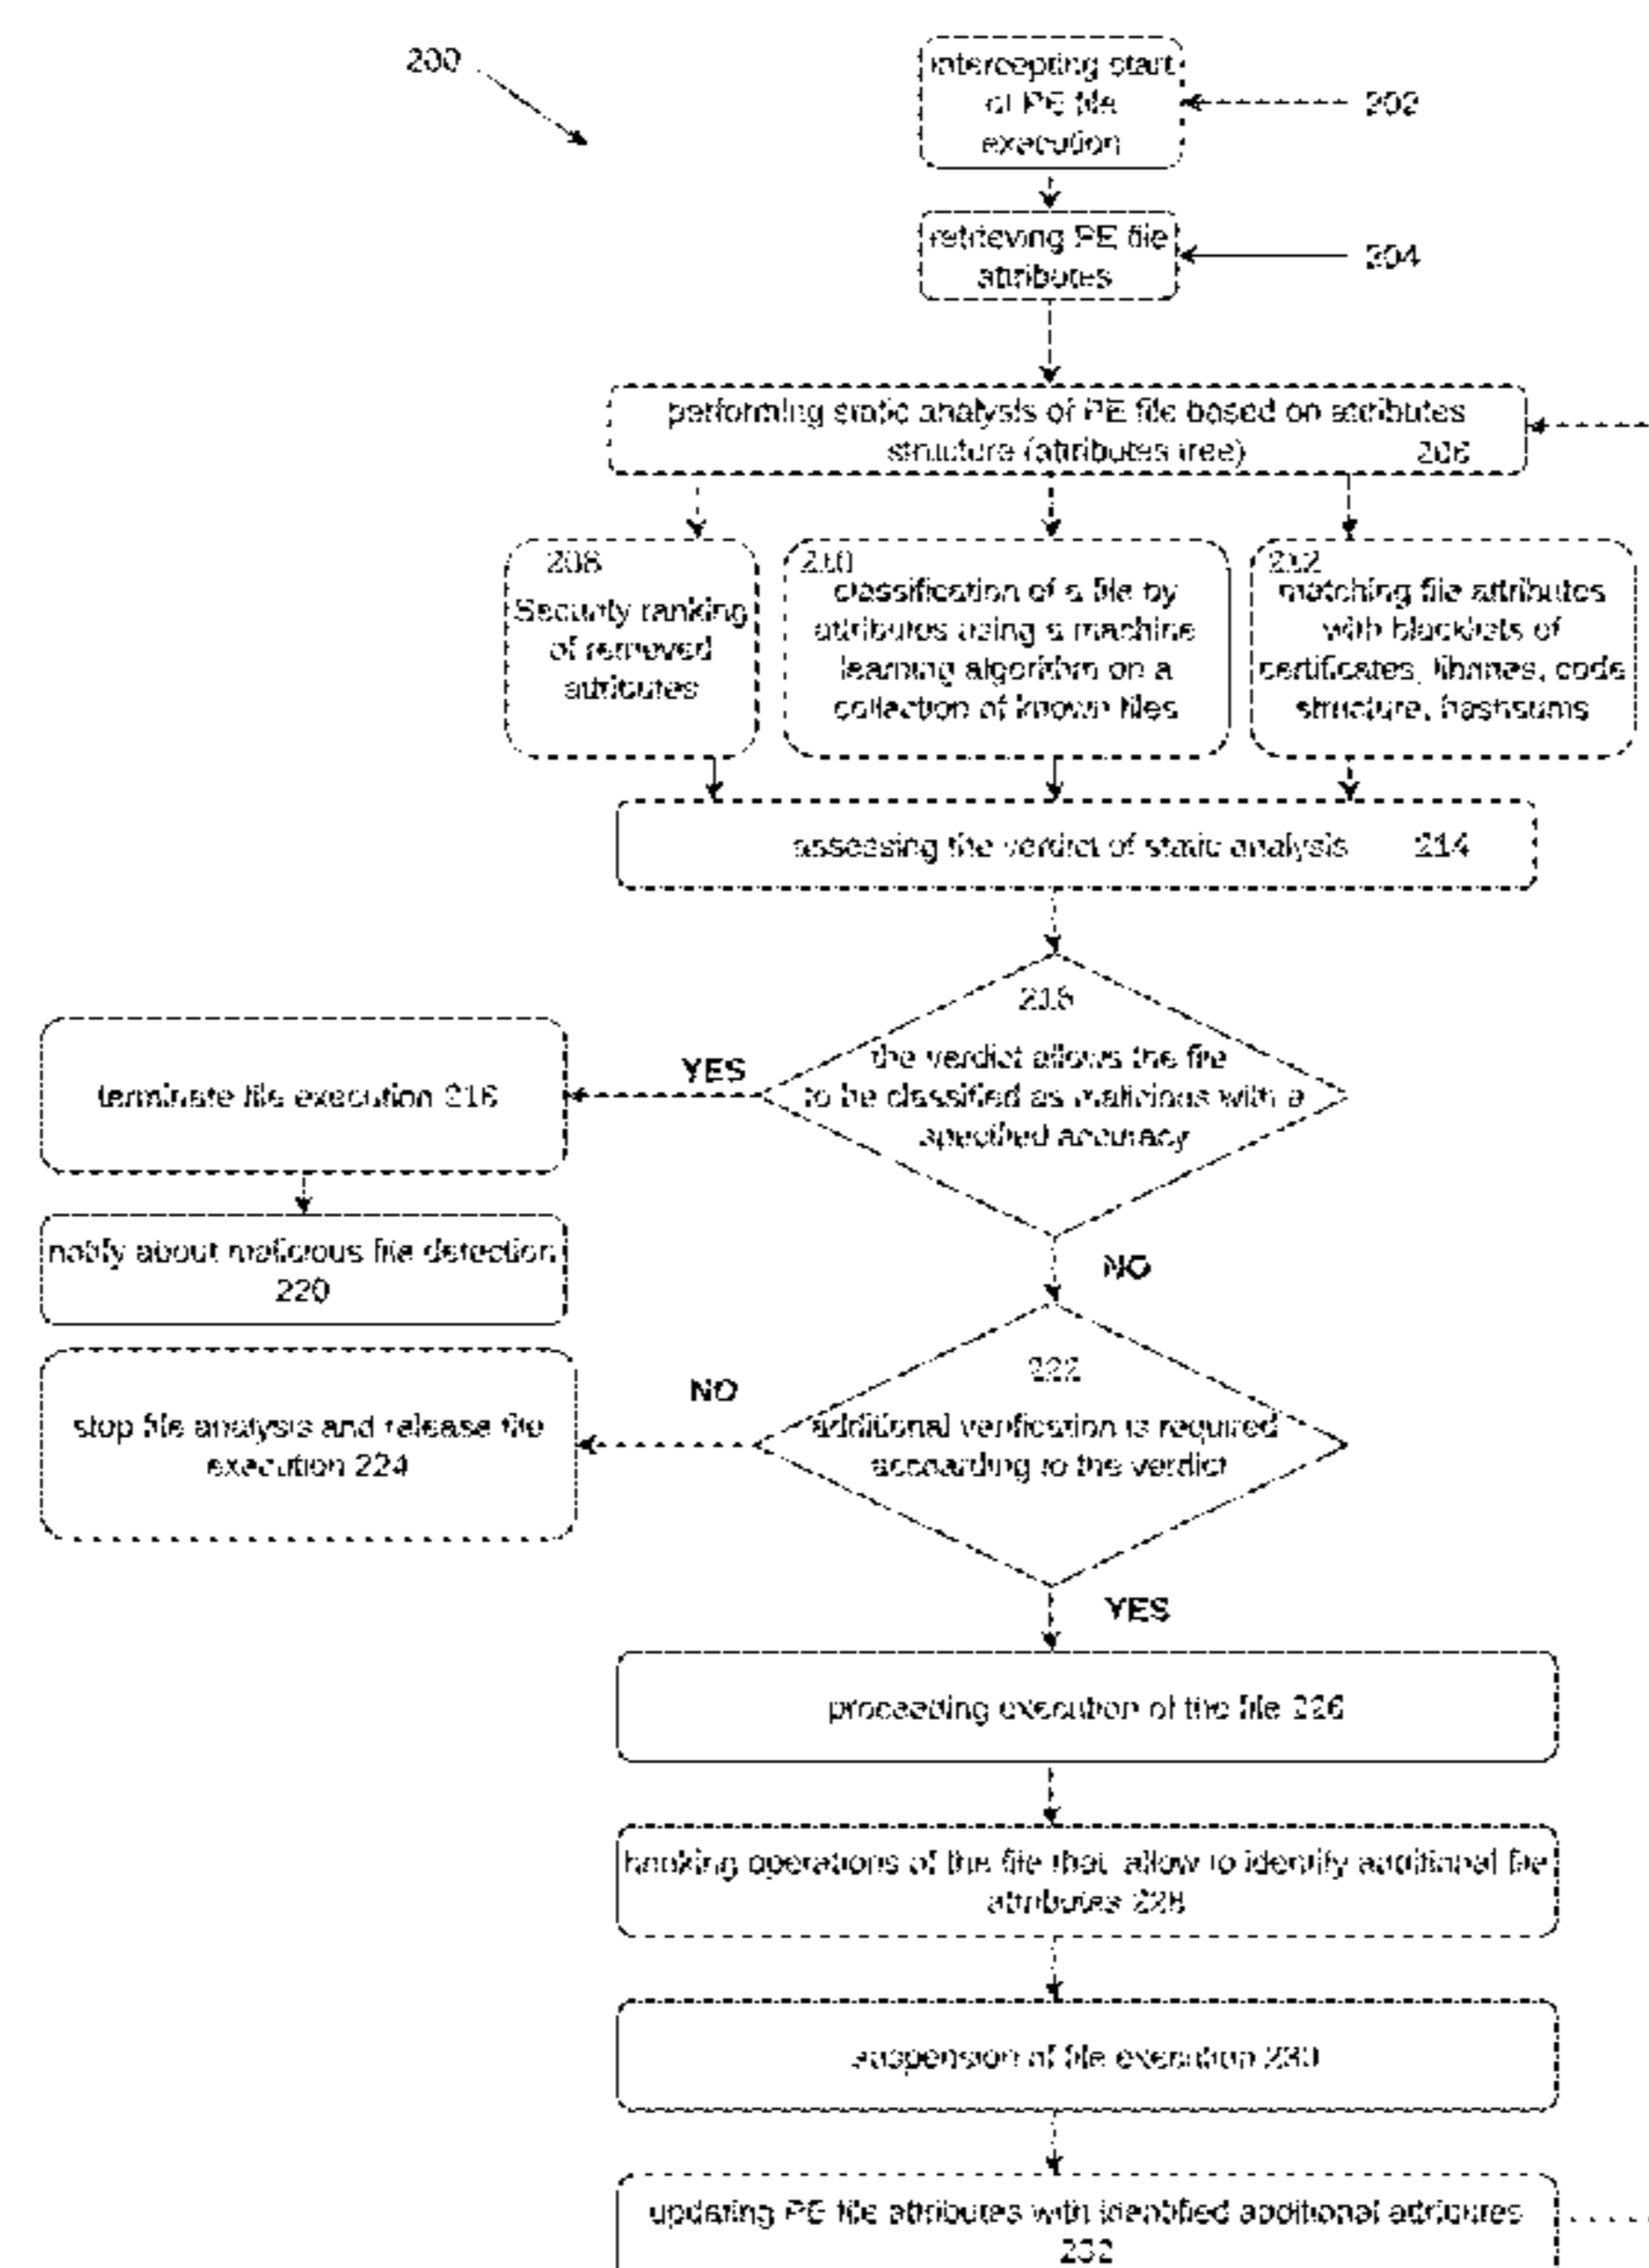 200
intercepting start
of PE file
execution
202
retrieving PE file
attributes
204
performing static analysis of PE file based on attributes
structure (attributes tree) 206
208
Security ranking
of removed
attributes
210
classification of a file by
attributes using a machine
learning algorithm on a
collection of known files
212
matching file attributes
with blacklists of
certificates, libraries, code
structure, hashsums
assessing the verdict of static analysis 214
218
the verdict allows the file
to be classified as malicious with a
specified accuracy
YES
terminate file execution 216
notify about malicious file detection
220
NO
222
additional verification is required
accoarding to the verdict
NO
stop file analysis and release file
execution 224
YES
proceeding execution of the file 226
hooking operations of the file that allow to identify additional file
attributes 228
suspension of file execution 230
updating PE file attributes with identified additional attributes
232